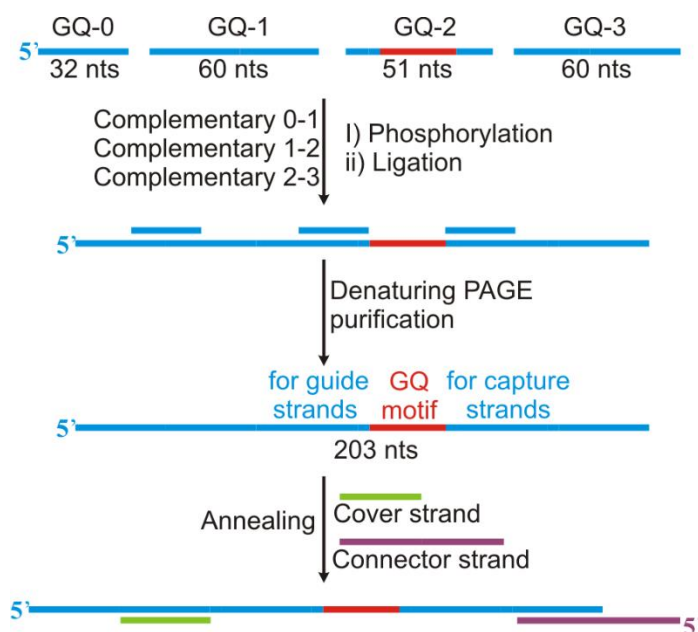 GQ-0 GQ-1 GQ-2 GQ-3
5'
32 nts 60 nts 51 nts 60 nts
Complementary 0-1
Complementary 1-2
Complementary 2-3
I) Phosphorylation
ii) Ligation
5'
Denaturing PAGE
purification
for guide
strands
GQ
motif
for capture
strands
5'
203 nts
Annealing
Cover strand
Connector strand
5'
5'